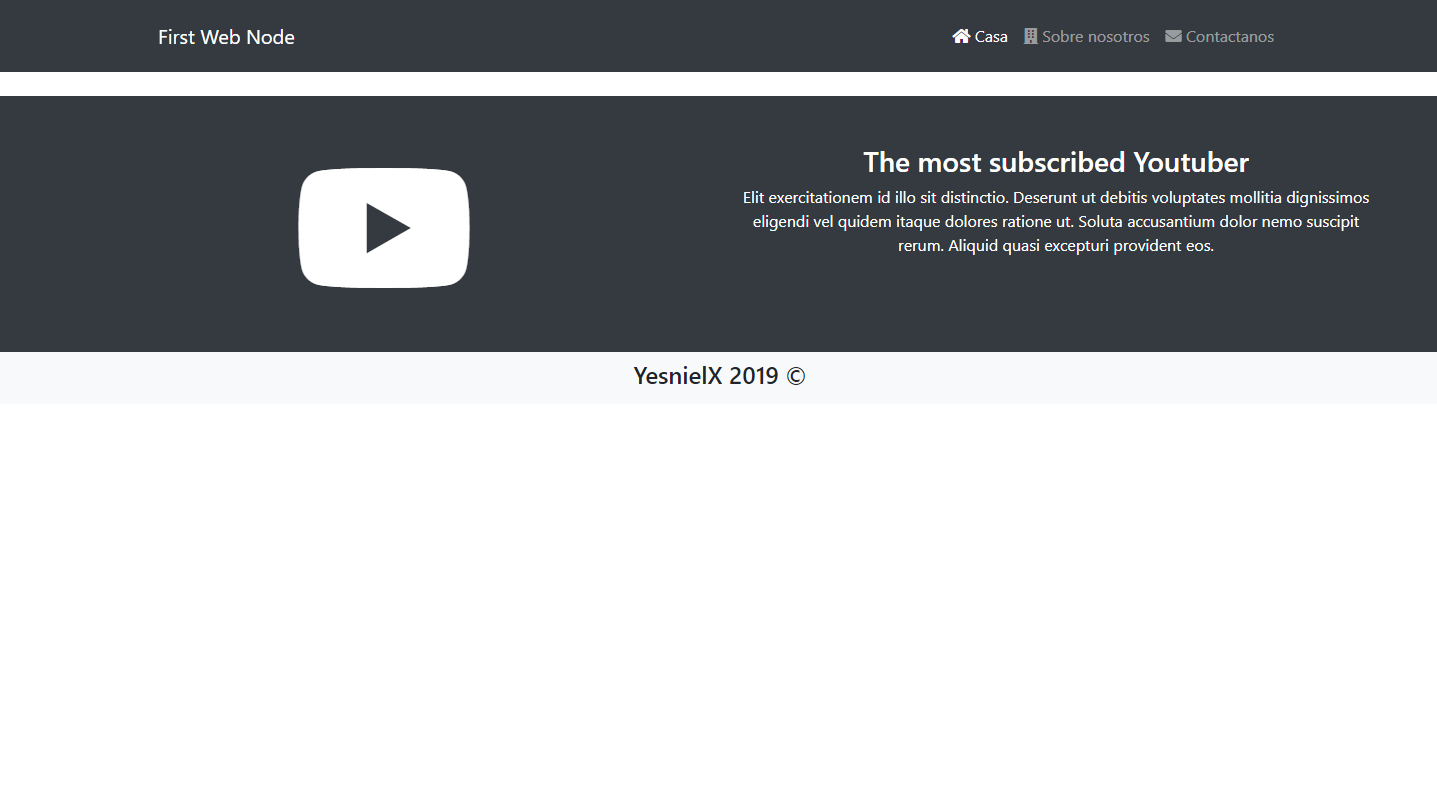 First Web Node
Casa
Sobre nosotros
Contactanos
The most subscribed Youtuber
Elit exercitationem id illo sit distinctio. Deserunt ut debitis voluptates mollitia dignissimos
eligendi vel quidem itaque dolores ratione ut. Soluta accusantium dolor nemo suscipit
rerum. Aliquid quasi excepturi provident eos.
YesnielX 2019 ©